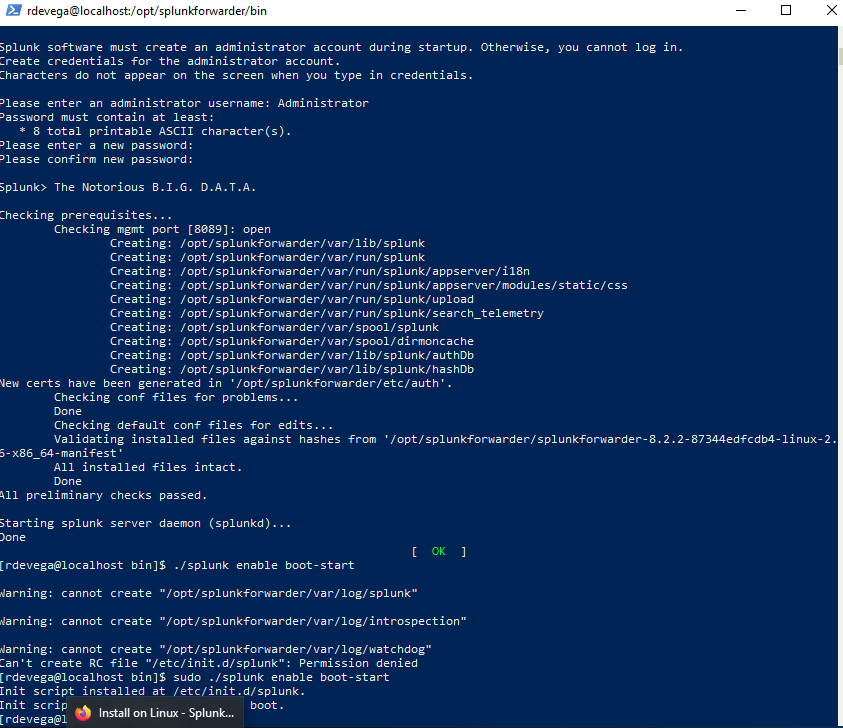 rdevega@localhost:/opt/splunkforwarder/bin
Splunk software must create an administrator account during startup. Otherwise, you cannot log in.
Create credentials for the administrator account.
Characters do not appear on the screen when you type in credentials.
Please enter an administrator username: Administrator
Password must contain at least:
* 8 total printable ASCII character(s).
Please enter a new password:
Please confirm new password:
Splunk> The Notorious B.I.G. D.A.T.A.
Checking prerequisites...
Checking mgmt port [8089]: open
Creating: /opt/splunkforwarder/var/lib/splunk
Creating: /opt/splunkforwarder/var/run/splunk
Creating: /opt/splunkforwarder/var/run/splunk/appserver/i18n
Creating: /opt/splunkforwarder/var/run/splunk/appserver/modules/static/css
Creating: /opt/splunkforwarder/var/run/splunk/upload
Creating: /opt/splunkforwarder/var/run/splunk/search_telemetry
Creating: /opt/splunkforwarder/var/spool/splunk
Creating: /opt/splunkforwarder/var/spool/dirmoncache
Creating: /opt/splunkforwarder/var/lib/splunk/authDb
Creating: /opt/splunkforwarder/var/lib/splunk/hashDb
New certs have been generated in '/opt/splunkforwarder/etc/auth'.
Checking conf files for problems...
Done
Checking default conf files for edits...
Validating installed files against hashes from '/opt/splunkforwarder/splunkforwarder-8.2.2-87344edfcdb4-linux-2.
6-x86_64-manifest'
All installed files intact.
Done
All preliminary checks passed.
Starting splunk server daemon (splunkd)...
Done
[ OK ]
[rdevega@localhost bin]$ ./splunk enable boot-start
Warning: cannot create "/opt/splunkforwarder/var/log/splunk"
Warning: cannot create "/opt/splunkforwarder/var/log/introspection"
Warning: cannot create "/opt/splunkforwarder/var/log/watchdog"
Can't create RC file "/etc/init.d/splunk": Permission denied
[rdevega@localhost bin]$ sudo ./splunk enable boot-start
Init script installed at /etc/init.d/splunk.
Init scrip boot.
[rdevega@l
Install on Linux - Splunk...